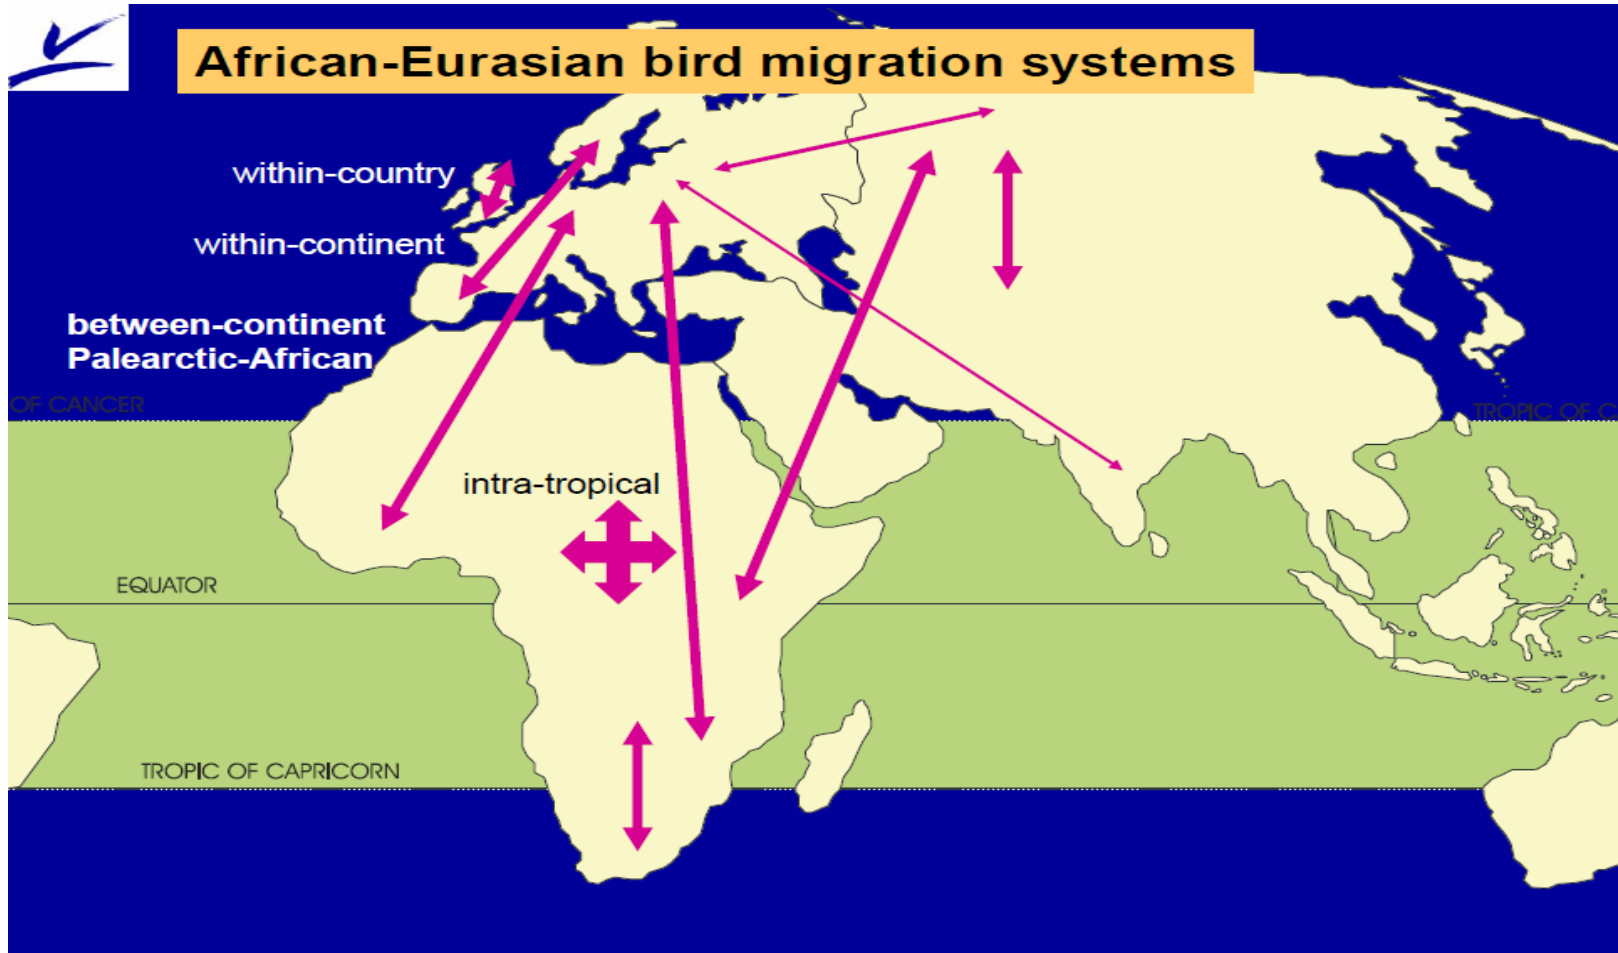 African-Eurasian bird migration systems
within-country
within-continent
between-continent
Palearctic-African
OF CANCER
TROPIC OF C
intra-tropical
EQUATOR
TROPIC OF CAPRICORN